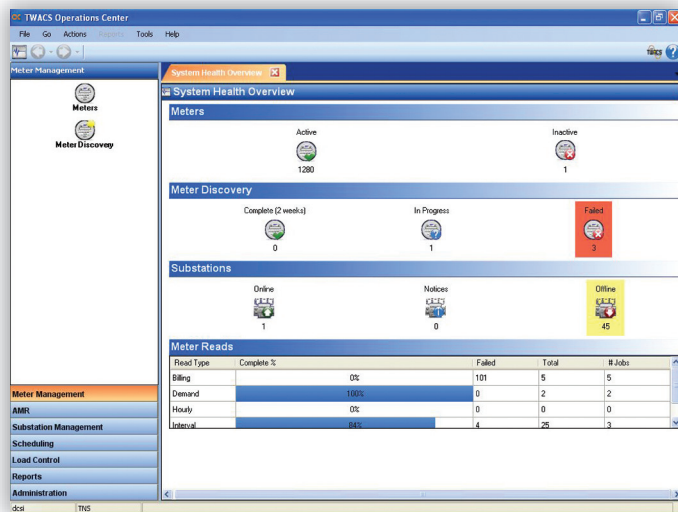 TWACS Operations Center
File Go Actions Reports Tools Help
TWACS
Meter Management
System Health Overview
Meters
Meter Discovery
System Health Overview
Meters
Active Inactive
1280 1
Meter Discovery
Complete (2 weeks) In Progress Failed
0 1 3
Substations
Online Notices Offline
1 0 45
Meter Reads
Read Type Complete % Failed Total # Jobs
Billing 0% 101 5 5
Demand 100% 0 2 2
Hourly 0% 0 0 0
Interval 84% 4 25 3
Meter Management
AMR
Substation Management
Scheduling
Load Control
Reports
Administration
dcsi TNS